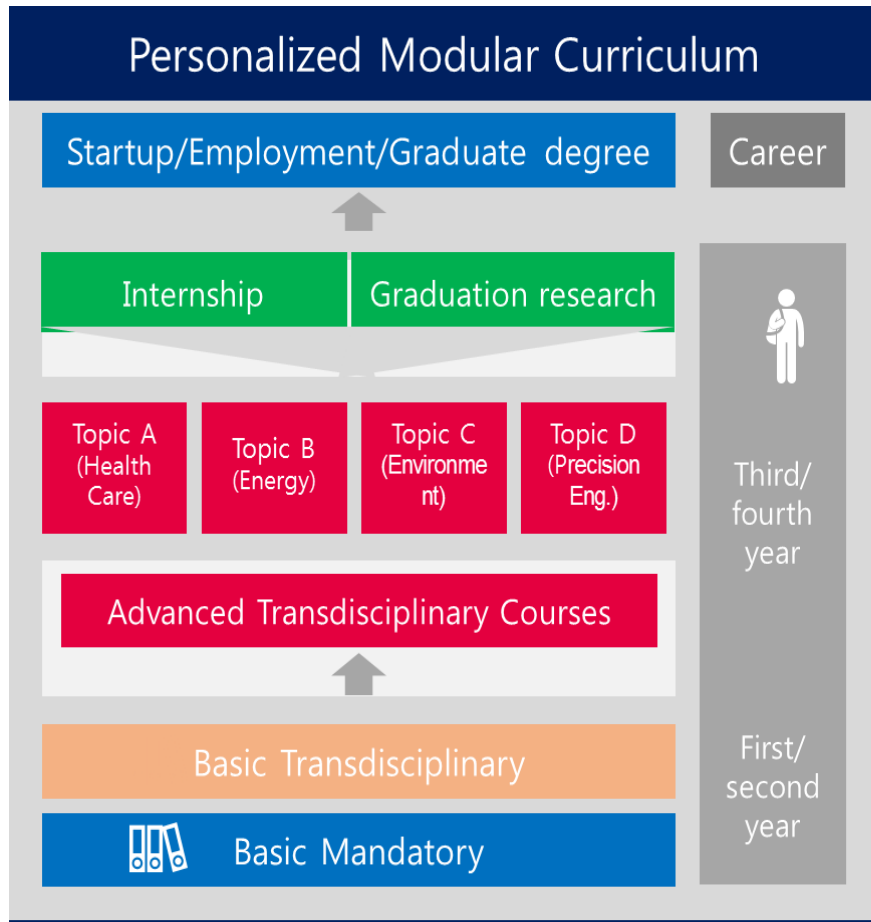 Personalized Modular Curriculum
Startup/Employment/Graduate degree
Career
Internship
Graduation research
Topic A
(Health
Care)
Topic B
(Energy)
Topic C
(Environme
nt)
Topic D
(Precision
Eng.)
Third/
fourth
year
Advanced Transdisciplinary Courses
Basic Transdisciplinary
First/
second
year
Basic Mandatory